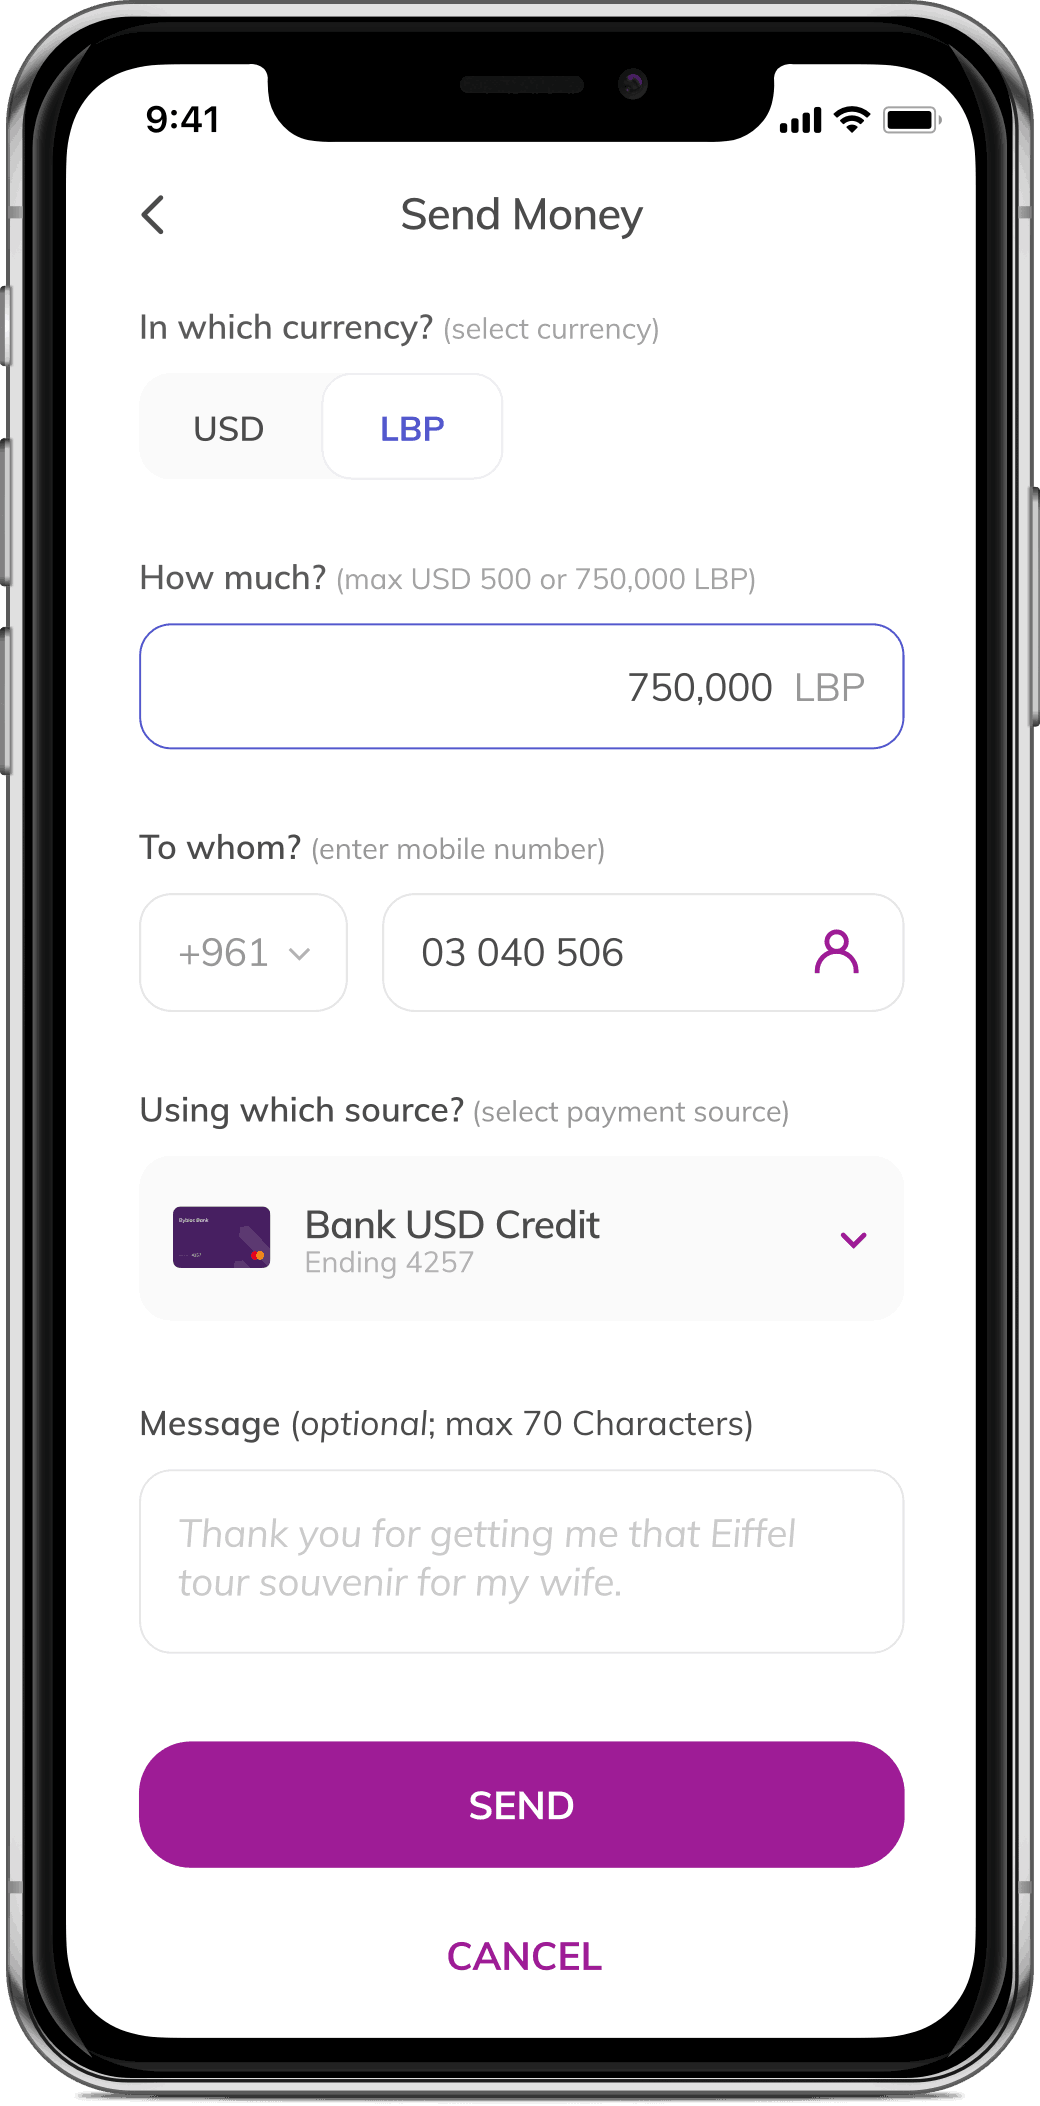 9:41
Send Money
In which currency? (select currency)
USD LBP
How much? (max USD 500 or 750,000 LBP)
750,000 LBP
To whom? (enter mobile number)
+961 03 040 506
Using which source? (select payment source)
Bank USD Credit
Ending 4257
Message (optional; max 70 Characters)
Thank you for getting me that Eiffel
tour souvenir for my wife.
SEND
CANCEL